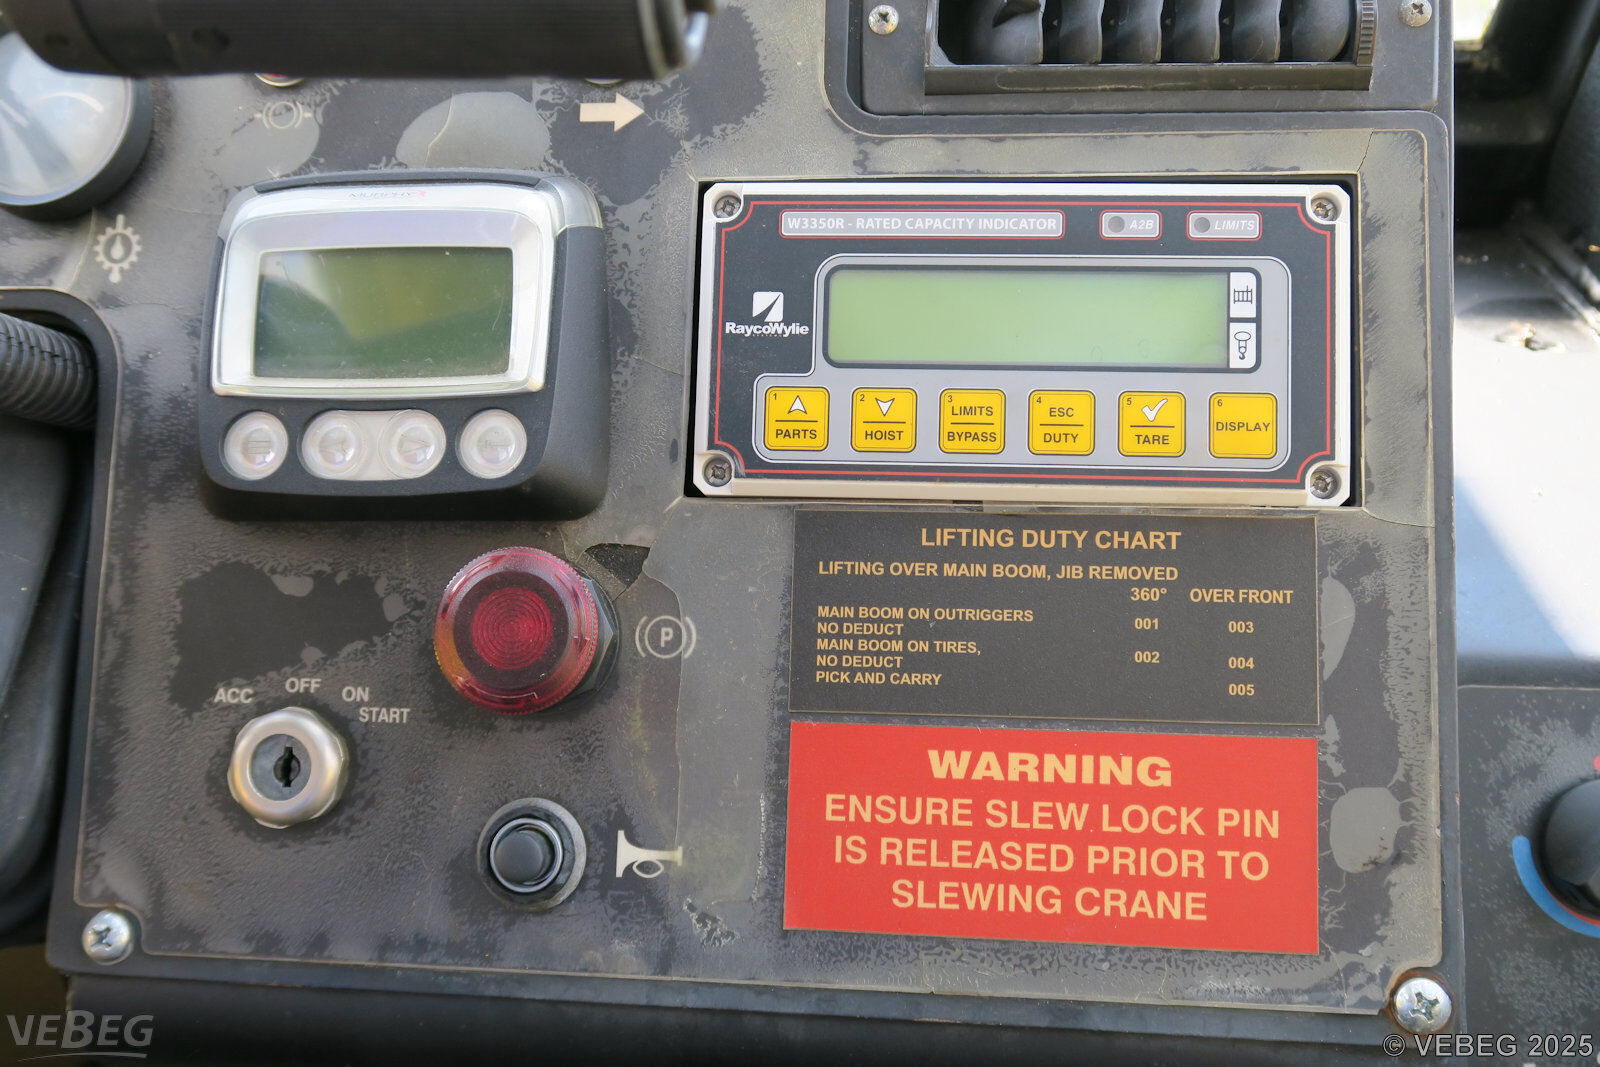 MURPHY
W3350R - RATED CAPACITY INDICATOR
A2B
LIMITS
RaycoWylie
SYSTEMS
1
PARTS
2
HOIST
3
LIMITS
BYPASS
4
ESC
DUTY
5
TARE
6
DISPLAY
LIFTING DUTY CHART
LIFTING OVER MAIN BOOM, JIB REMOVED
360° OVER FRONT
MAIN BOOM ON OUTRIGGERS
NO DEDUCT 001 003
MAIN BOOM ON TIRES,
NO DEDUCT 002 004
PICK AND CARRY 005
P
ACC OFF ON
START
WARNING
ENSURE SLEW LOCK PIN
IS RELEASED PRIOR TO
SLEWING CRANE
VEBEG
© VEBEG 2025